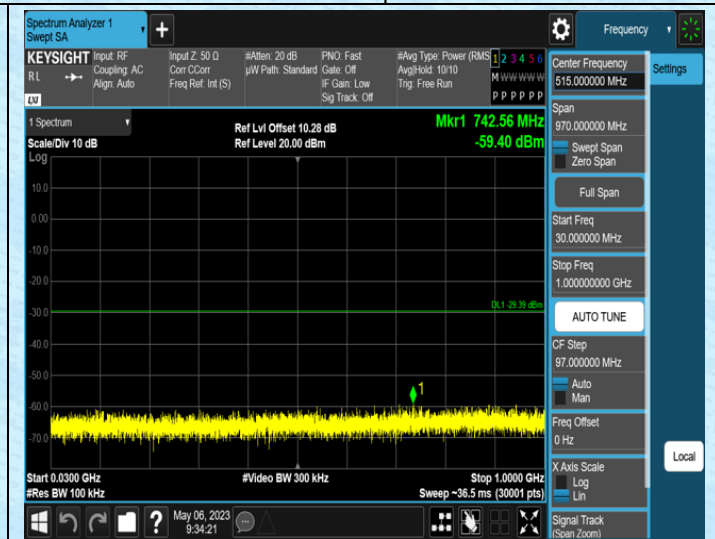 Spectrum Analyzer 1
Swept SA
Frequency
KEYSIGHT
RL
LXI
Input: RF
Coupling: AC
Align: Auto
Input Z: 50 Ω
Corr CCorr
Freq Ref: Int (S)
#Atten: 20 dB
µW Path: Standard
PNO: Fast
Gate: Off
IF Gain: Low
Sig Track: Off
#Avg Type: Power (RMS
Avg|Hold: 10/10
Trig: Free Run
1 2 3 4 5 6
M W W W W W
P P P P P P
1 Spectrum
Scale/Div 10 dB
Log
Ref Lvl Offset 10.28 dB
Ref Level 20.00 dBm
Mkr1 742.56 MHz
-59.40 dBm
10.0
0.00
-10.0
-20.0
-30.0
-40.0
-50.0
-60.0
-70.0
DL1 -29.39 dBm
1
Start 0.0300 GHz
#Res BW 100 kHz
#Video BW 300 kHz
Stop 1.0000 GHz
Sweep ~36.5 ms (30001 pts)
May 06, 2023
9:34:21
Center Frequency
515.000000 MHz
Span
970.000000 MHz
Swept Span
Zero Span
Full Span
Start Freq
30.000000 MHz
Stop Freq
1.000000000 GHz
AUTO TUNE
CF Step
97.000000 MHz
Auto
Man
Freq Offset
0 Hz
X Axis Scale
Log
Lin
Signal Track
(Span Zoom)
Settings
Local